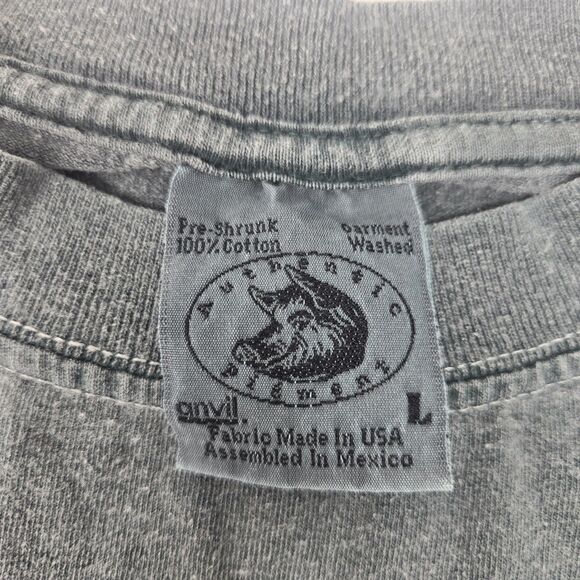 Pre-Shrunk Garment
100% Cotton Washed
Authentic
Pigment
anvil. L
Fabric Made In USA
Assembled In Mexico